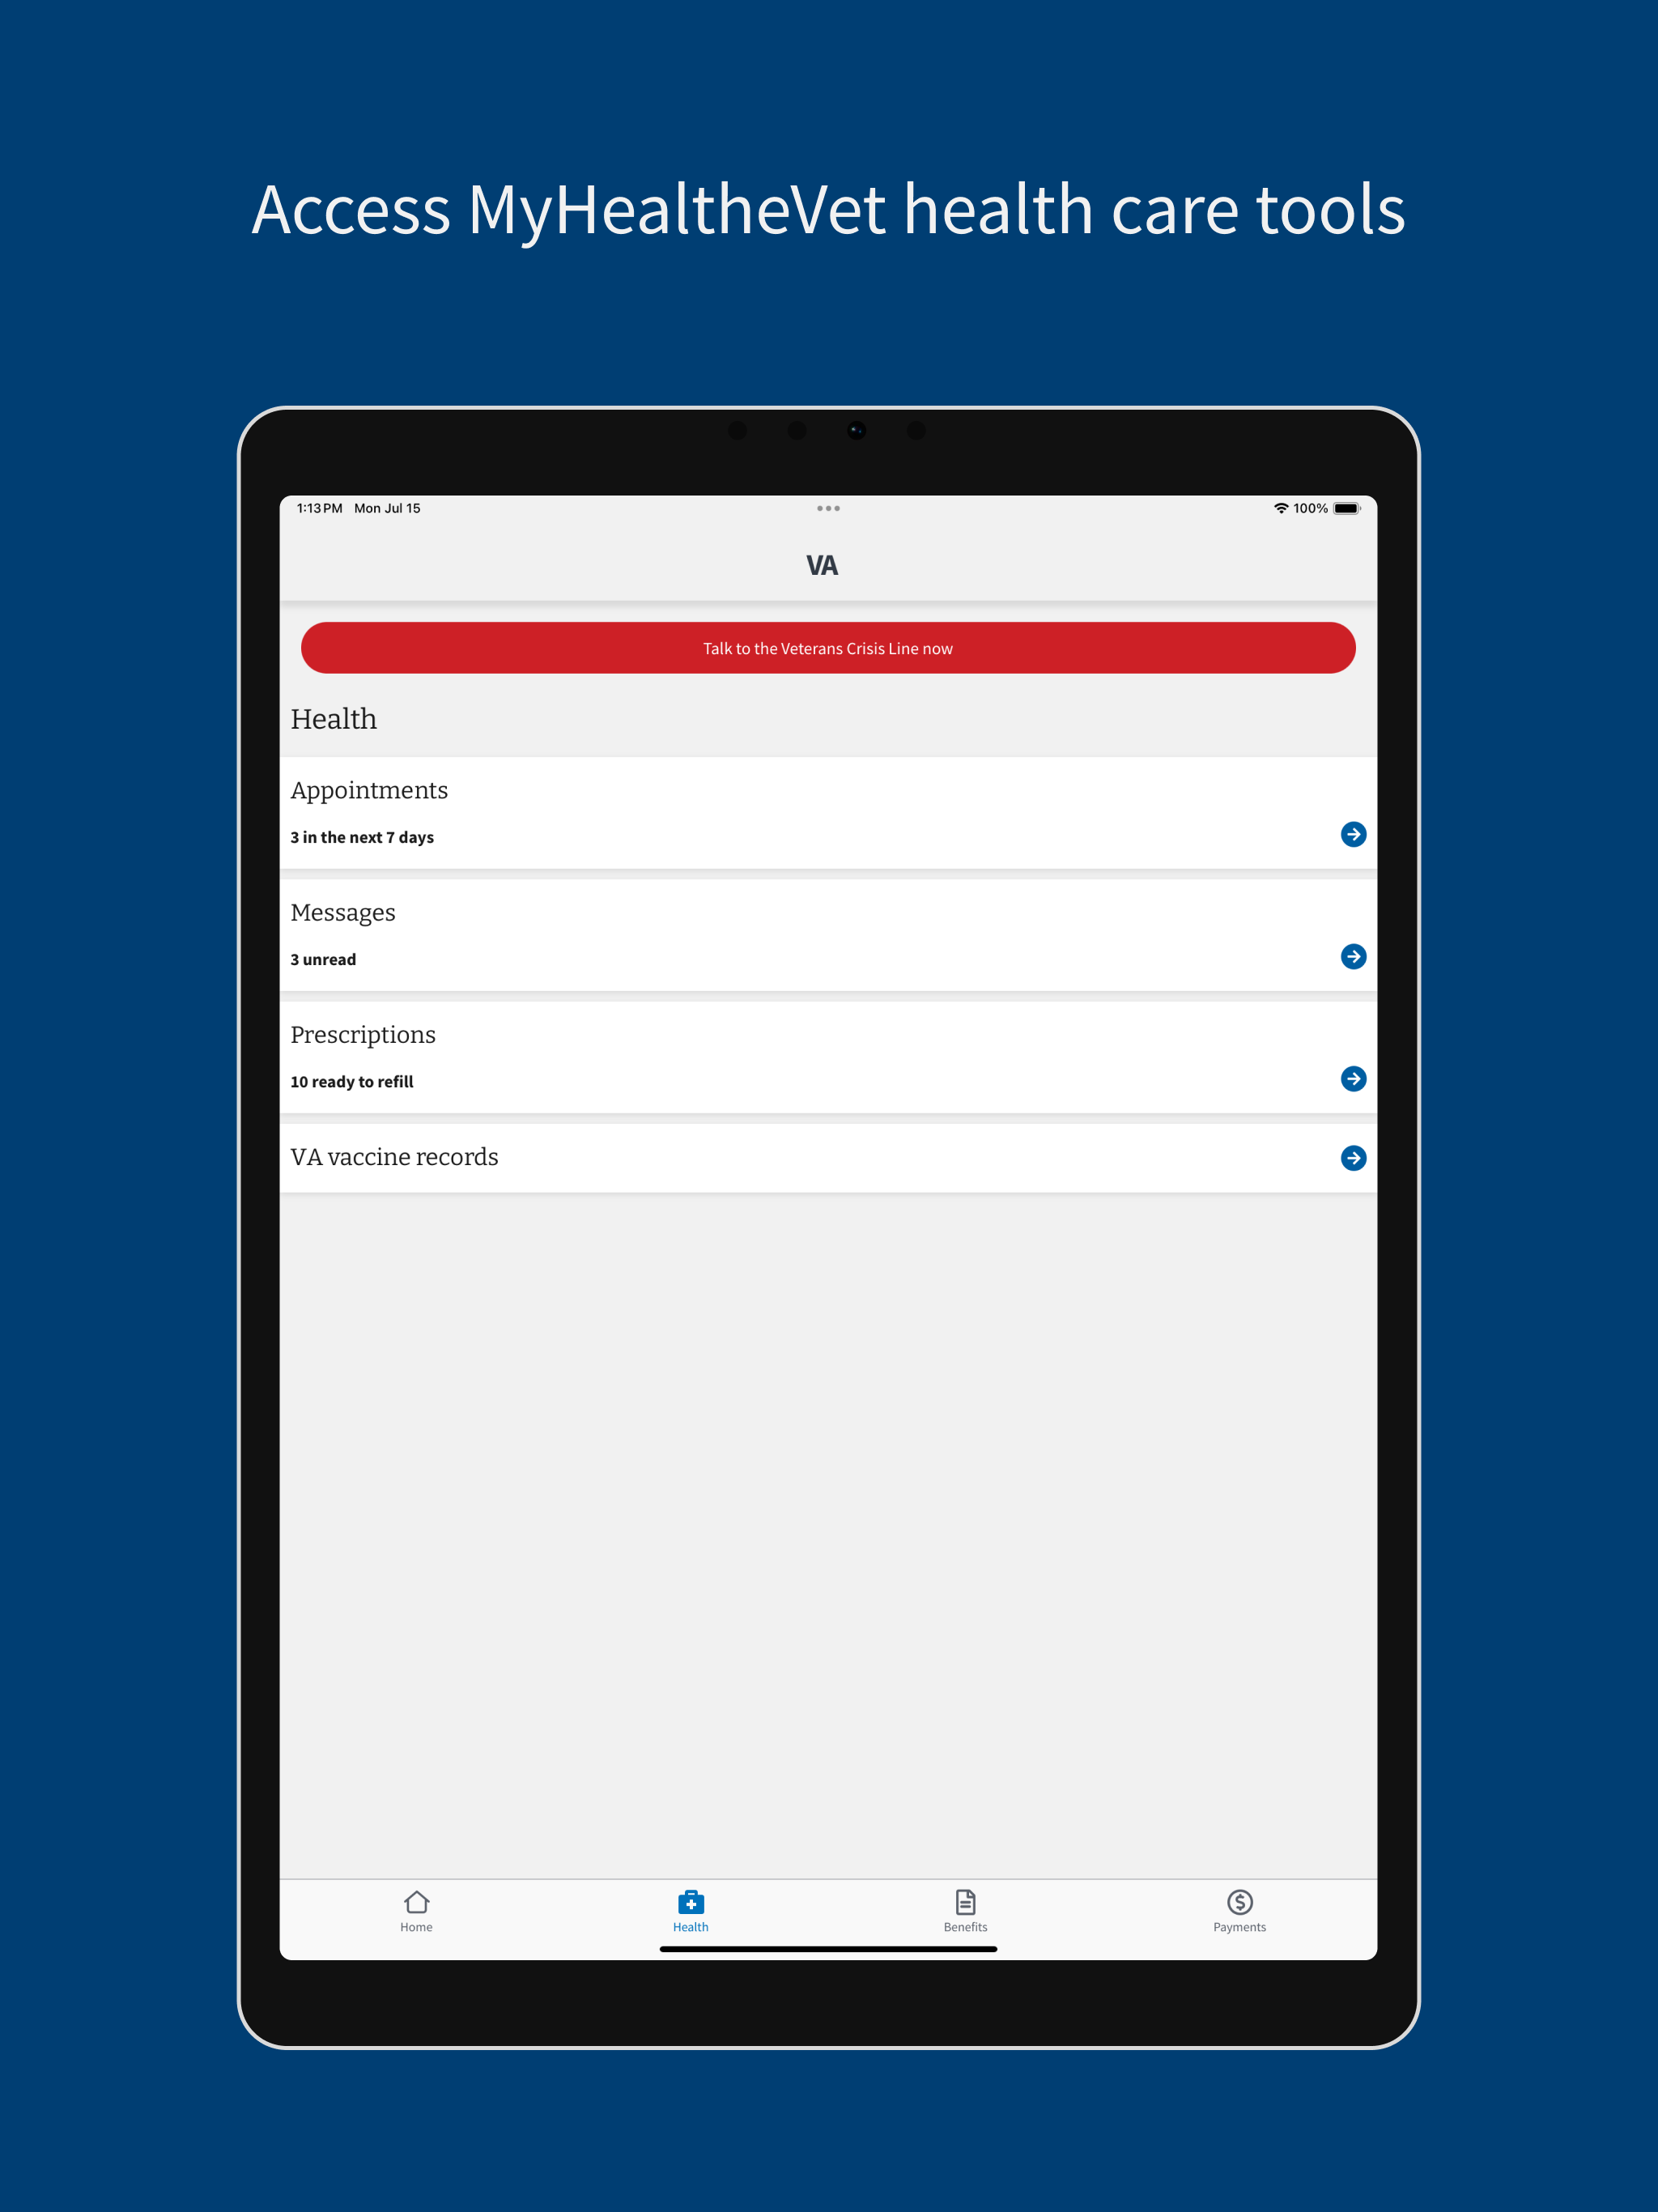 Access MyHealtheVet health care tools
1:13 PM Mon Jul 15
100%
VA
Talk to the Veterans Crisis Line now
Health
Appointments
3 in the next 7 days
Messages
3 unread
Prescriptions
10 ready to refill
VA vaccine records
Home Health Benefits Payments